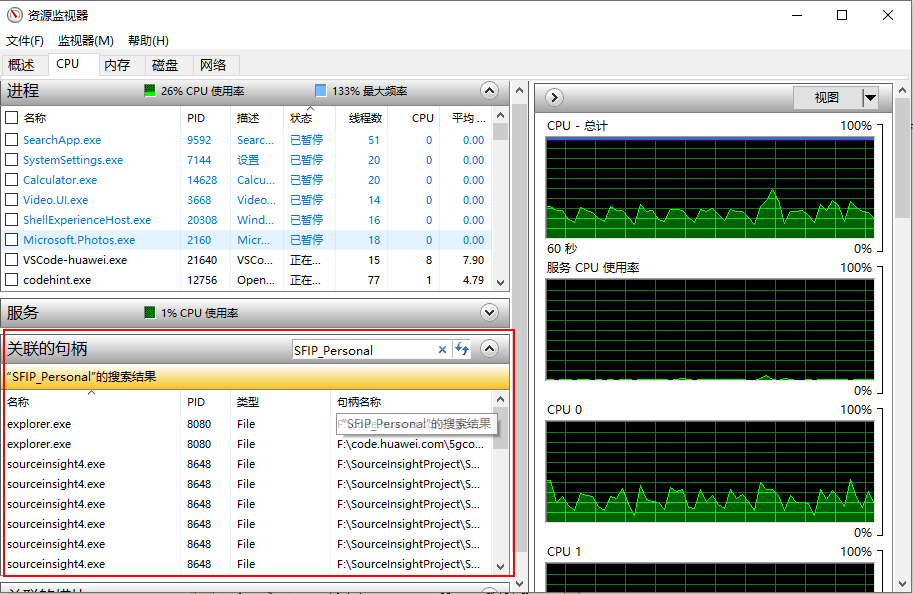 资源监视器
文件(F) 监视器(M) 帮助(H)
概述 CPU 内存 磁盘 网络
进程 26% CPU 使用率 133% 最大频率
名称 PID 描述 状态 线程数 CPU 平均 ...
SearchApp.exe 9592 Searc... 已暂停 51 0 0.00
SystemSettings.exe 7144 设置 已暂停 20 0 0.00
Calculator.exe 14628 Calcu... 已暂停 20 0 0.00
Video.UI.exe 3668 Video... 已暂停 14 0 0.00
ShellExperienceHost.exe 20308 Wind... 已暂停 16 0 0.00
Microsoft.Photos.exe 2160 Micr... 已暂停 18 0 0.00
VSCode-huawei.exe 21640 VSCo... 正在... 15 8 7.90
codehint.exe 12756 Open... 正在... 77 1 4.79
服务 1% CPU 使用率
关联的句柄 SFIP_Personal
“SFIP_Personal”的搜索结果
名称 PID 类型 句柄名称
explorer.exe 8080 File
“SFIP_Personal”的搜索结果
explorer.exe 8080 File F:\code.huawei.com\5gco...
sourceinsight4.exe 8648 File F:\SourceInsightProject\S...
sourceinsight4.exe 8648 File F:\SourceInsightProject\S...
sourceinsight4.exe 8648 File F:\SourceInsightProject\S...
sourceinsight4.exe 8648 File F:\SourceInsightProject\S...
sourceinsight4.exe 8648 File F:\SourceInsightProject\S...
sourceinsight4.exe 8648 File F:\SourceInsightProject\S...
视图
CPU - 总计 100%
60 秒 0%
服务 CPU 使用率 100%
0%
CPU 0 100%
0%
CPU 1 100%